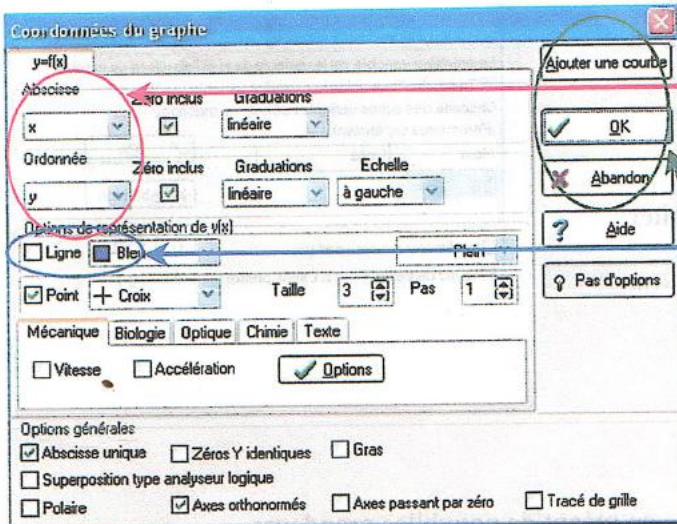 Coordonnées du graphe
y=f(x)
Ajouter une courbe
Abscisse
Zéro inclus Graduations
x linéaire
OK
Ordonnée
Zéro inclus Graduations Echelle
Abandon
y linéaire à gauche
Options de représentation de y(x)
Aide
Ligne Bleu Plein
Pas d'options
Point Croix Taille 3 Pas 1
Mécanique Biologie Optique Chimie Texte
Vitesse Accélération Options
Options générales
Abscisse unique Zéros Y identiques Gras
Superposition type analyseur logique
Polaire Axes orthonormés Axes passant par zéro Tracé de grille